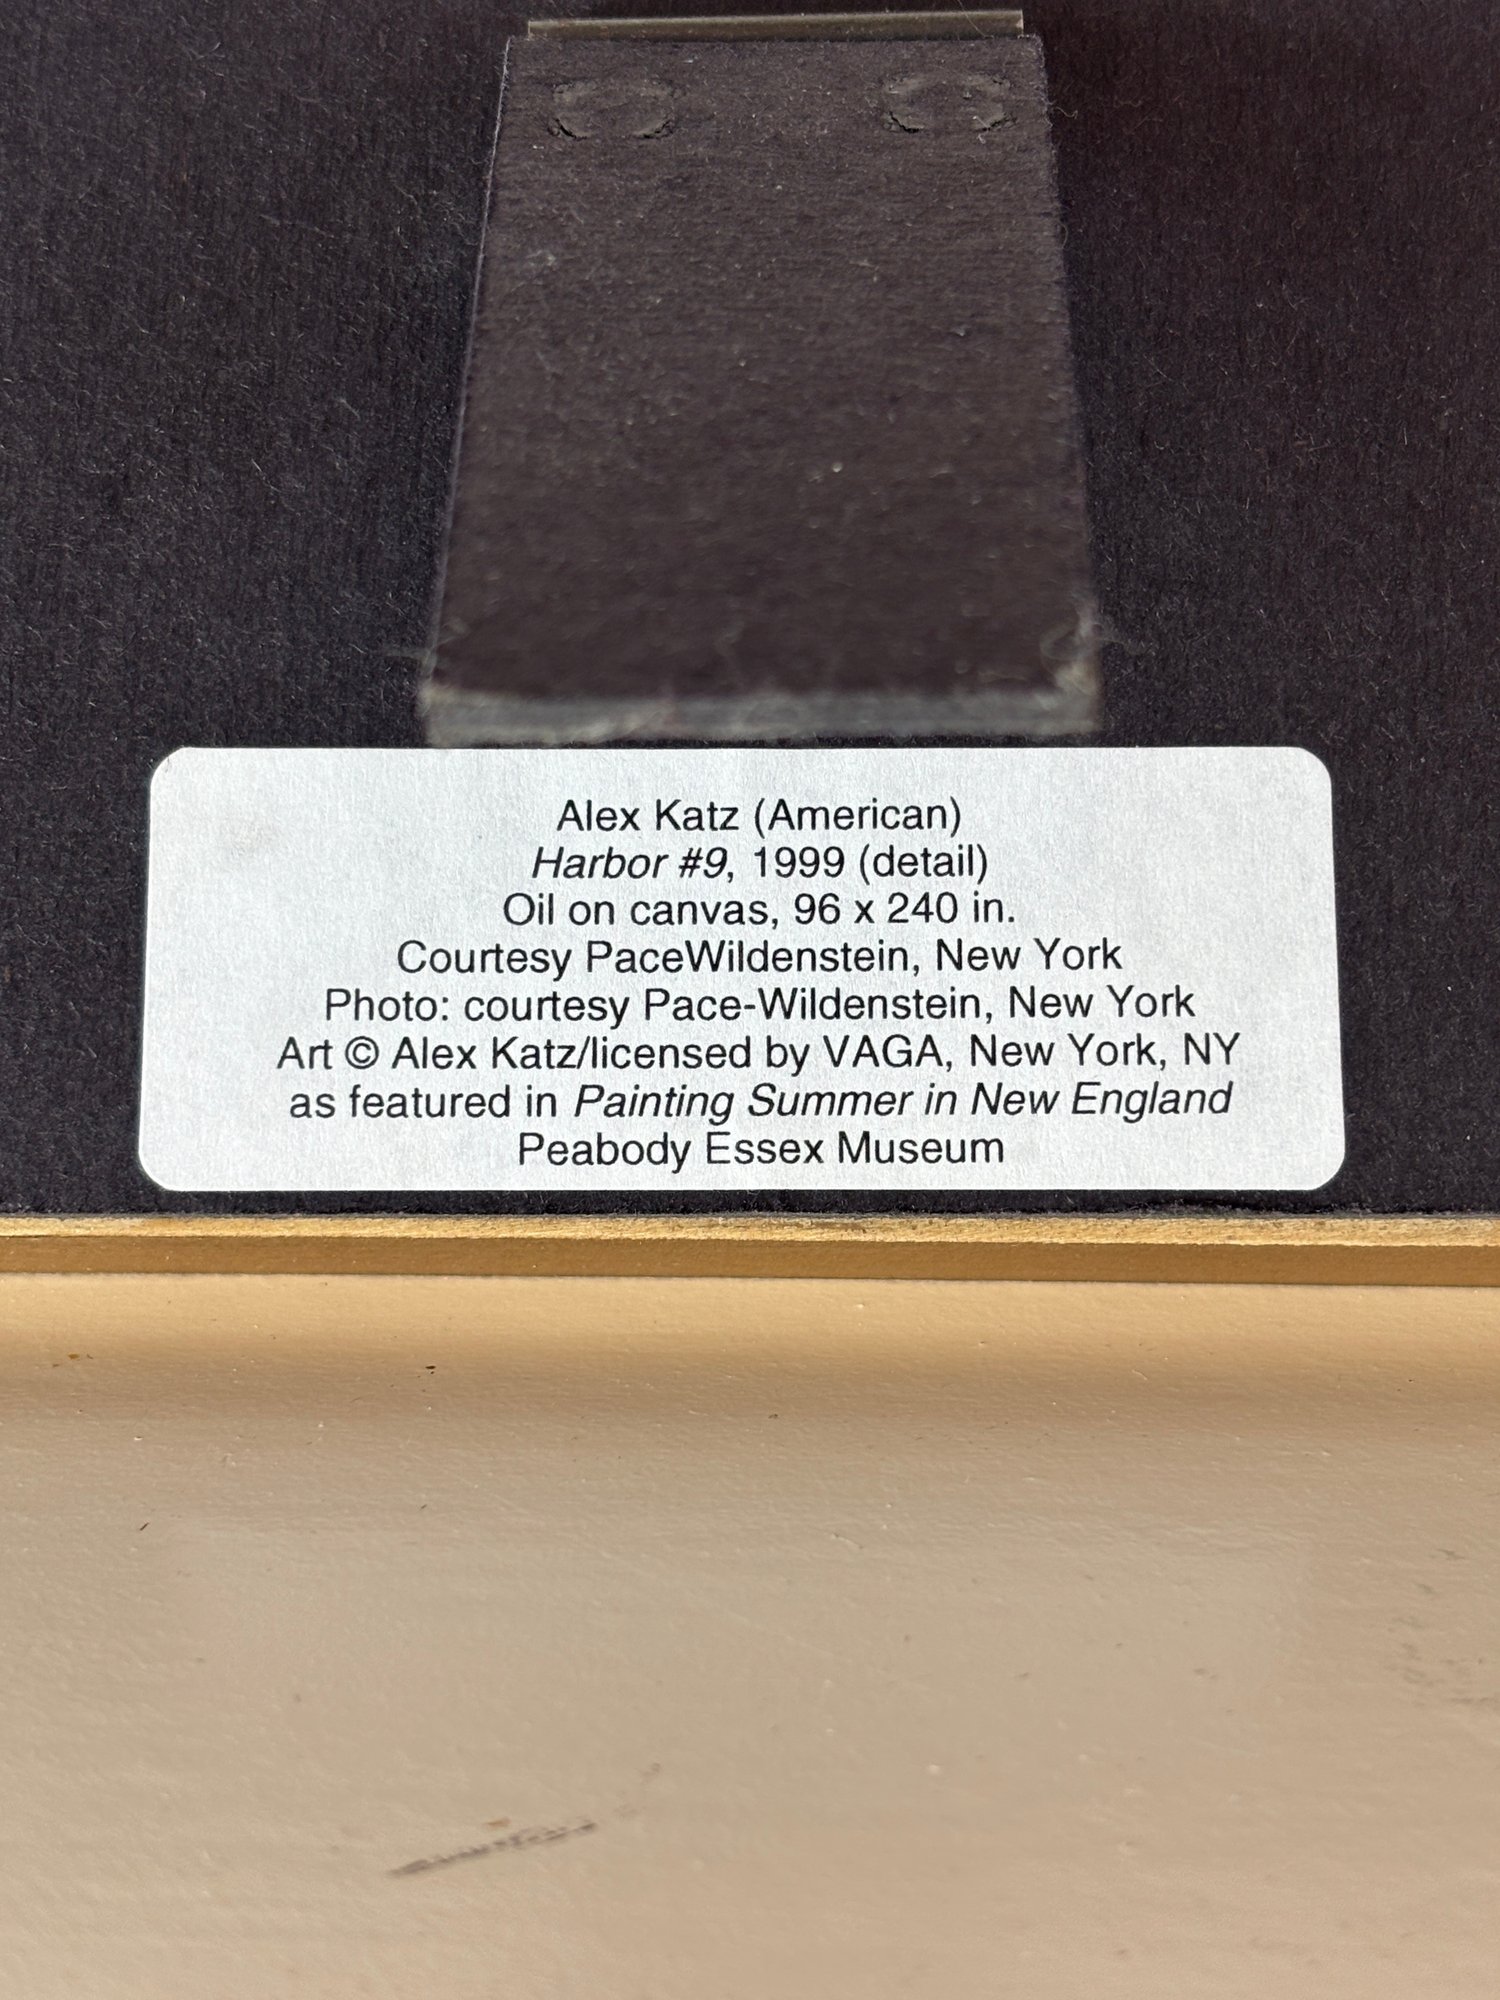 Alex Katz (American)
Harbor #9, 1999 (detail)
Oil on canvas, 96 x 240 in.
Courtesy PaceWildenstein, New York
Photo: courtesy Pace-Wildenstein, New York
Art © Alex Katz/licensed by VAGA, New York, NY
as featured in Painting Summer in New England
Peabody Essex Museum